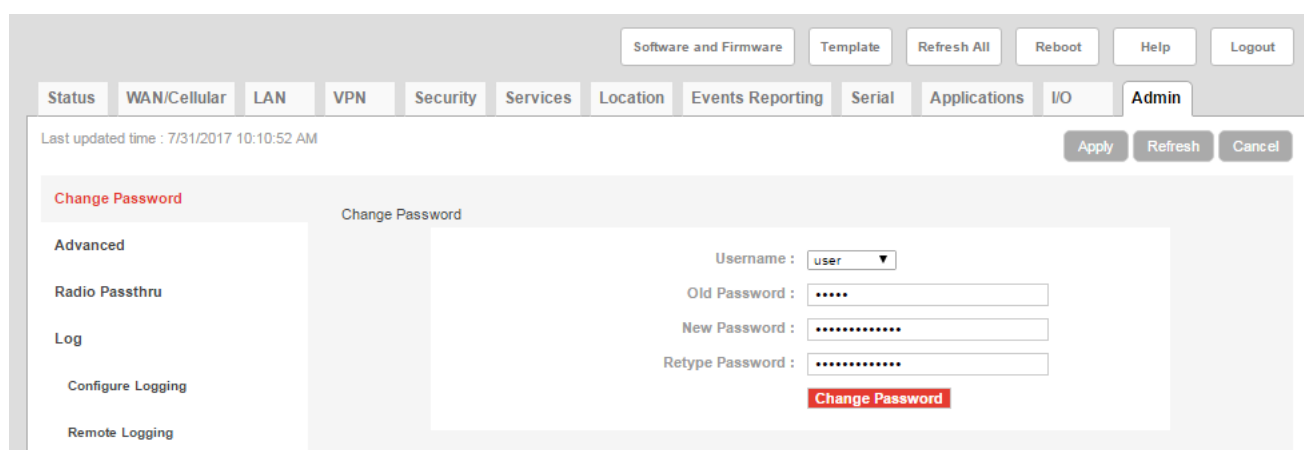 Software and Firmware Template Refresh All Reboot Help Logout
Status WAN/Cellular LAN VPN Security Services Location Events Reporting Serial Applications I/O Admin
Last updated time : 7/31/2017 10:10:52 AM
Apply Refresh Cancel
Change Password
Advanced
Radio Passthru
Log
Configure Logging
Remote Logging
Change Password
Username : user ▼
Old Password : •••••
New Password : •••••••••••••
Retype Password : •••••••••••••
Change Password